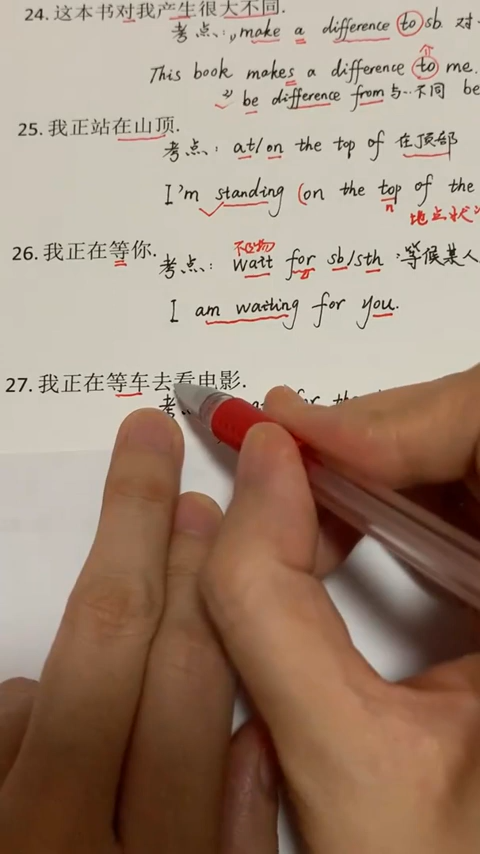 24. 这本书对我产生很大不同.
考点: 1) make a difference to sb. 对
This book makes a difference to me.
2) be difference from 与…不同 be
25. 我正站在山顶.
考点: at/on the top of 在顶部
I'm standing (on the top of the
地点状
不及物
26. 我正在等你.
考点: wait for sb/sth :等候某人
I am waiting for you.
27. 我正在等车去看电影.
考